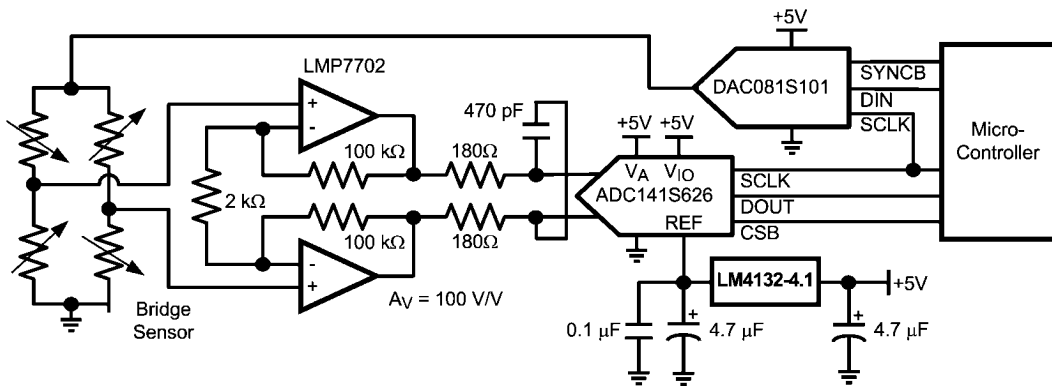 +5V
LMP7702
DAC081S101
SYNCB
DIN
SCLK
Micro-
Controller
+
-
470 pF
+5V
+5V
100 kΩ
180Ω
VA
VIO
ADC141S626
SCLK
DOUT
CSB
2 kΩ
REF
100 kΩ
180Ω
-
+
AV = 100 V/V
Bridge
Sensor
LM4132-4.1
+5V
0.1 µF
+
4.7 µF
+
4.7 µF